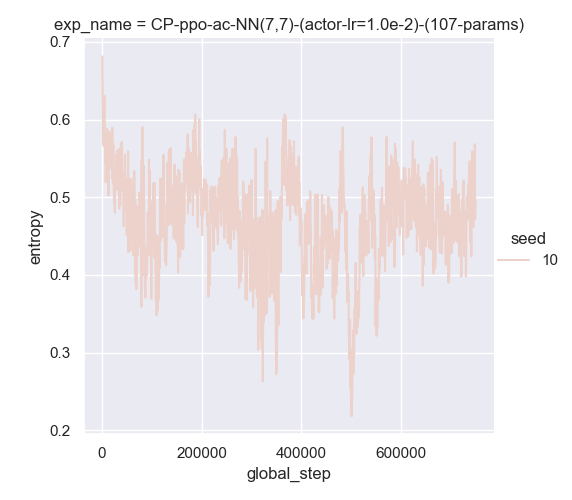 exp_name = CP-ppo-ac-NN(7,7)-(actor-lr=1.0e-2)-(107-params)
0.7
0.6
0.5
0.4
0.3
0.2
entropy
0
200000
400000
600000
global_step
seed
10